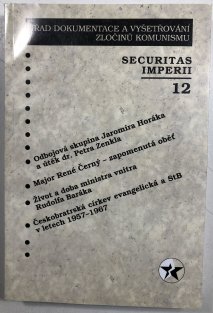 ÚŘAD DOKUMENTACE A VYŠETŘOVÁNÍ
ZLOČINŮ KOMUNISMU
SECURITAS
IMPERII
12
Odbojová skupina Jaromíra Horáka
a útěk dr. Petra Zenkla
Major René Černý – zapomenutá oběť
Život a doba ministra vnitra
Rudolfa Baráka
Českobratrská církev evangelická a StB
v letech 1957–1967